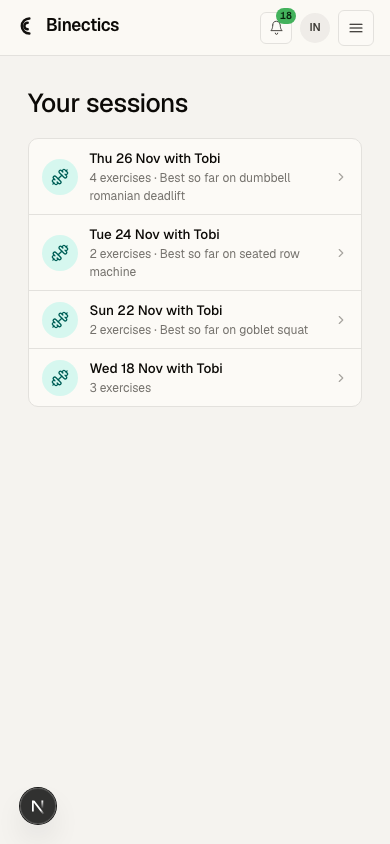 Binectics
18
IN
Your sessions
Thu 26 Nov with Tobi
4 exercises · Best so far on dumbbell
romanian deadlift
Tue 24 Nov with Tobi
2 exercises · Best so far on seated row
machine
Sun 22 Nov with Tobi
2 exercises · Best so far on goblet squat
Wed 18 Nov with Tobi
3 exercises
N